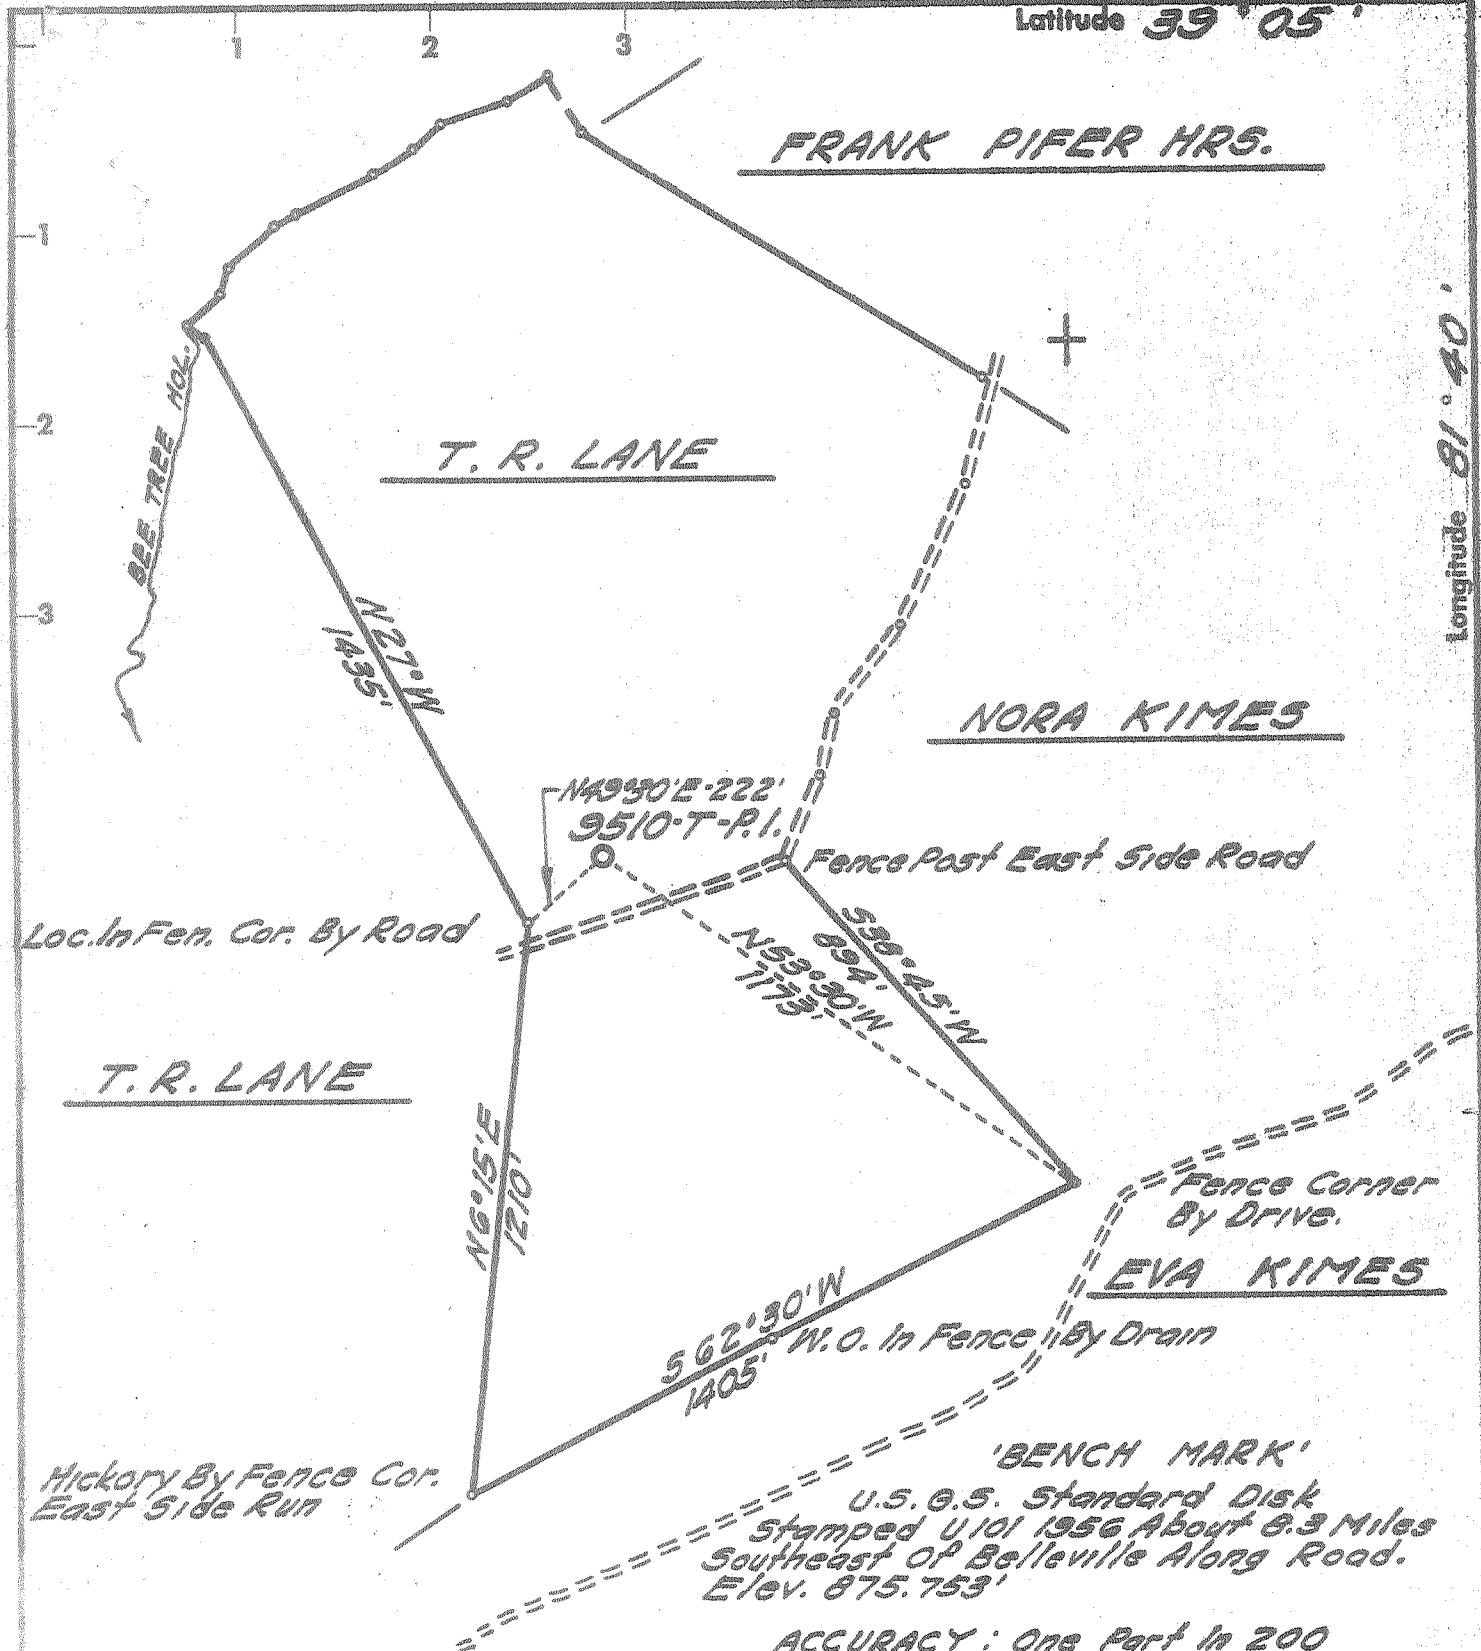 Latitude 39° 05'
1
2
3
FRANK PIFER HRS.
1
2
3
Longitude 81° 40'
BEE TREE HOL.
T. R. LANE
N27°W
1435'
NORA KIMES
N49°30'E-222'
9510-T-P.I.
Fence Post East Side Road
Loc.In Fen. Cor. By Road
S38°45'W
894'
N53°30'W
1173'
T. R. LANE
N6°15'E
1210'
Fence Corner
By Drive.
EVA KIMES
S62°30'W
1405'
W.O. In Fence By Drain
Hickory By Fence Cor.
East Side Run
'BENCH MARK'
U.S.G.S. Standard Disk
Stamped U 101 1956 About 8.3 Miles
Southeast Of Belleville Along Road.
Elev. 875.753'
ACCURACY: One Part In 200